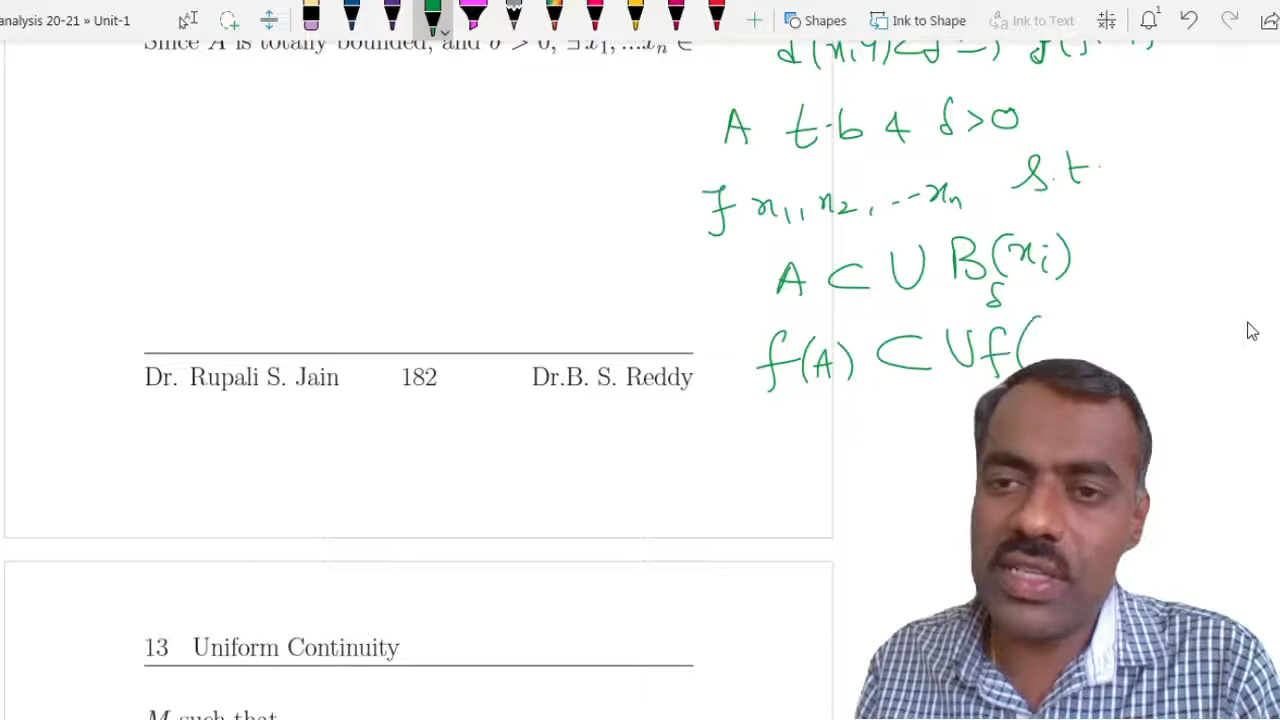 analysis 20-21 » Unit-1
Shapes
Ink to Shape
Ink to Text
Since A is totally bounded, and δ > 0, ∃ x₁, ...xₙ ∈
A t.b & δ>0
∃ x₁, x₂, ...xₙ s.t.
A ⊂ ∪ B_δ(xᵢ)
f(A) ⊂ ∪f(
Dr. Rupali S. Jain 182 Dr.B. S. Reddy
13 Uniform Continuity
M such that